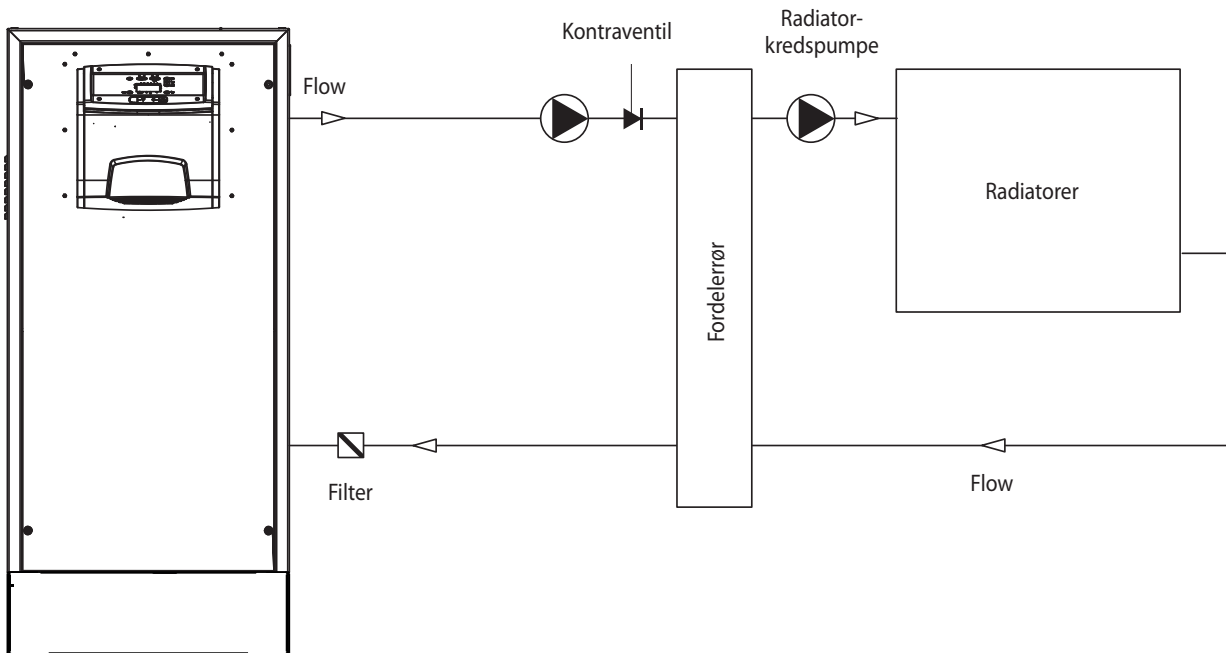 Radiator-
kredspumpe
Kontraventil
Flow
Radiatorer
Fordelerrør
Filter
Flow